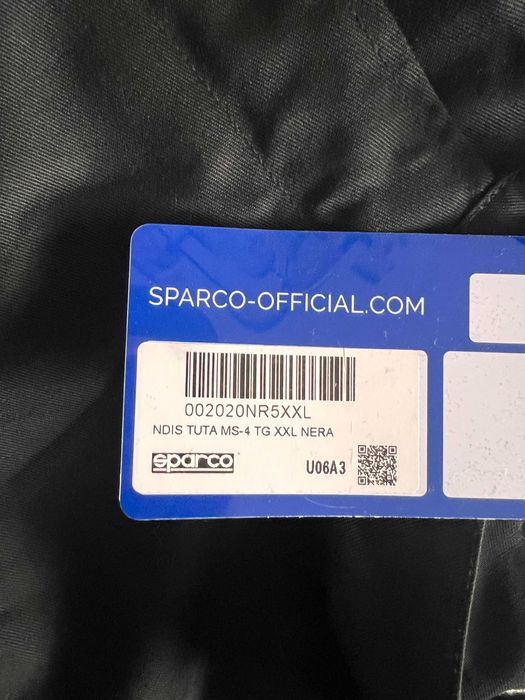 SPARCO-OFFICIAL.COM
002020NR5XXL
NDIS TUTA MS-4 TG XXL NERA
sparco
U06A3